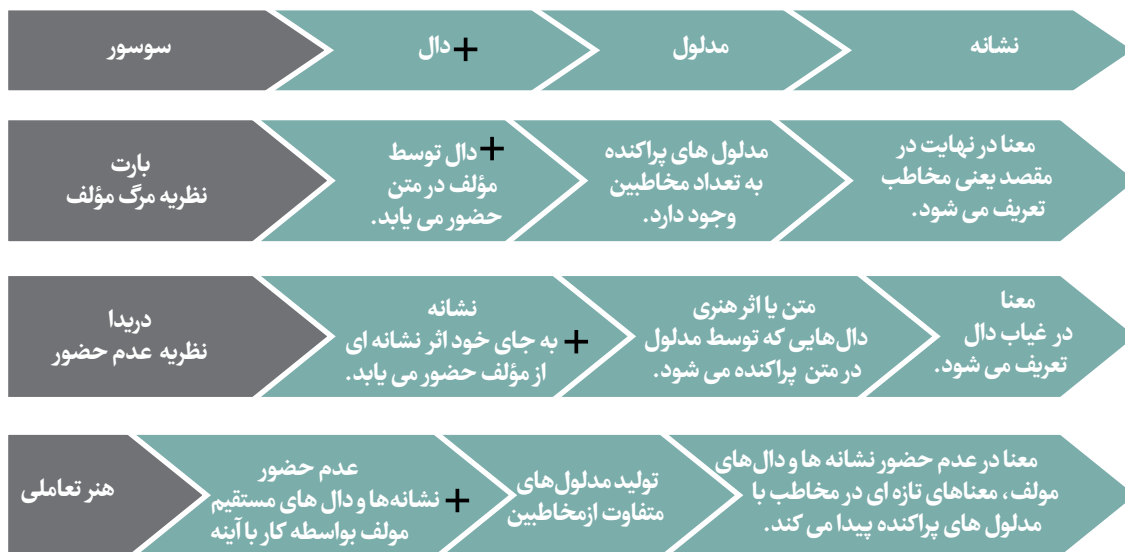 سوسور
+دال
مدلول
نشانه
بارت
نظریه مرگ مؤلف
+دال توسط
مؤلف در متن
حضور می یابد.
مدلول های پراکنده
به تعداد مخاطبین
وجود دارد.
معنا در نهایت در
مقصد یعنی مخاطب
تعریف می شود.
دریدا
نظریه عدم حضور
نشانه
+ به جای خود اثر نشانه ای
از مؤلف حضور می یابد.
متن یا اثر هنری
دال‌هایی که توسط مدلول
در متن پراکنده می شود.
معنا
در غیاب دال
تعریف می شود.
هنر تعاملی
عدم حضور
+ نشانه‌ها و دال های مستقیم
مولف بواسطه کار با آینه
تولید مدلول‌های
متفاوت ازمخاطبین
معنا در عدم حضور نشانه ها و دال‌های
مولف، معناهای تازه ای در مخاطب با
مدلول های پراکنده پیدا می کند.